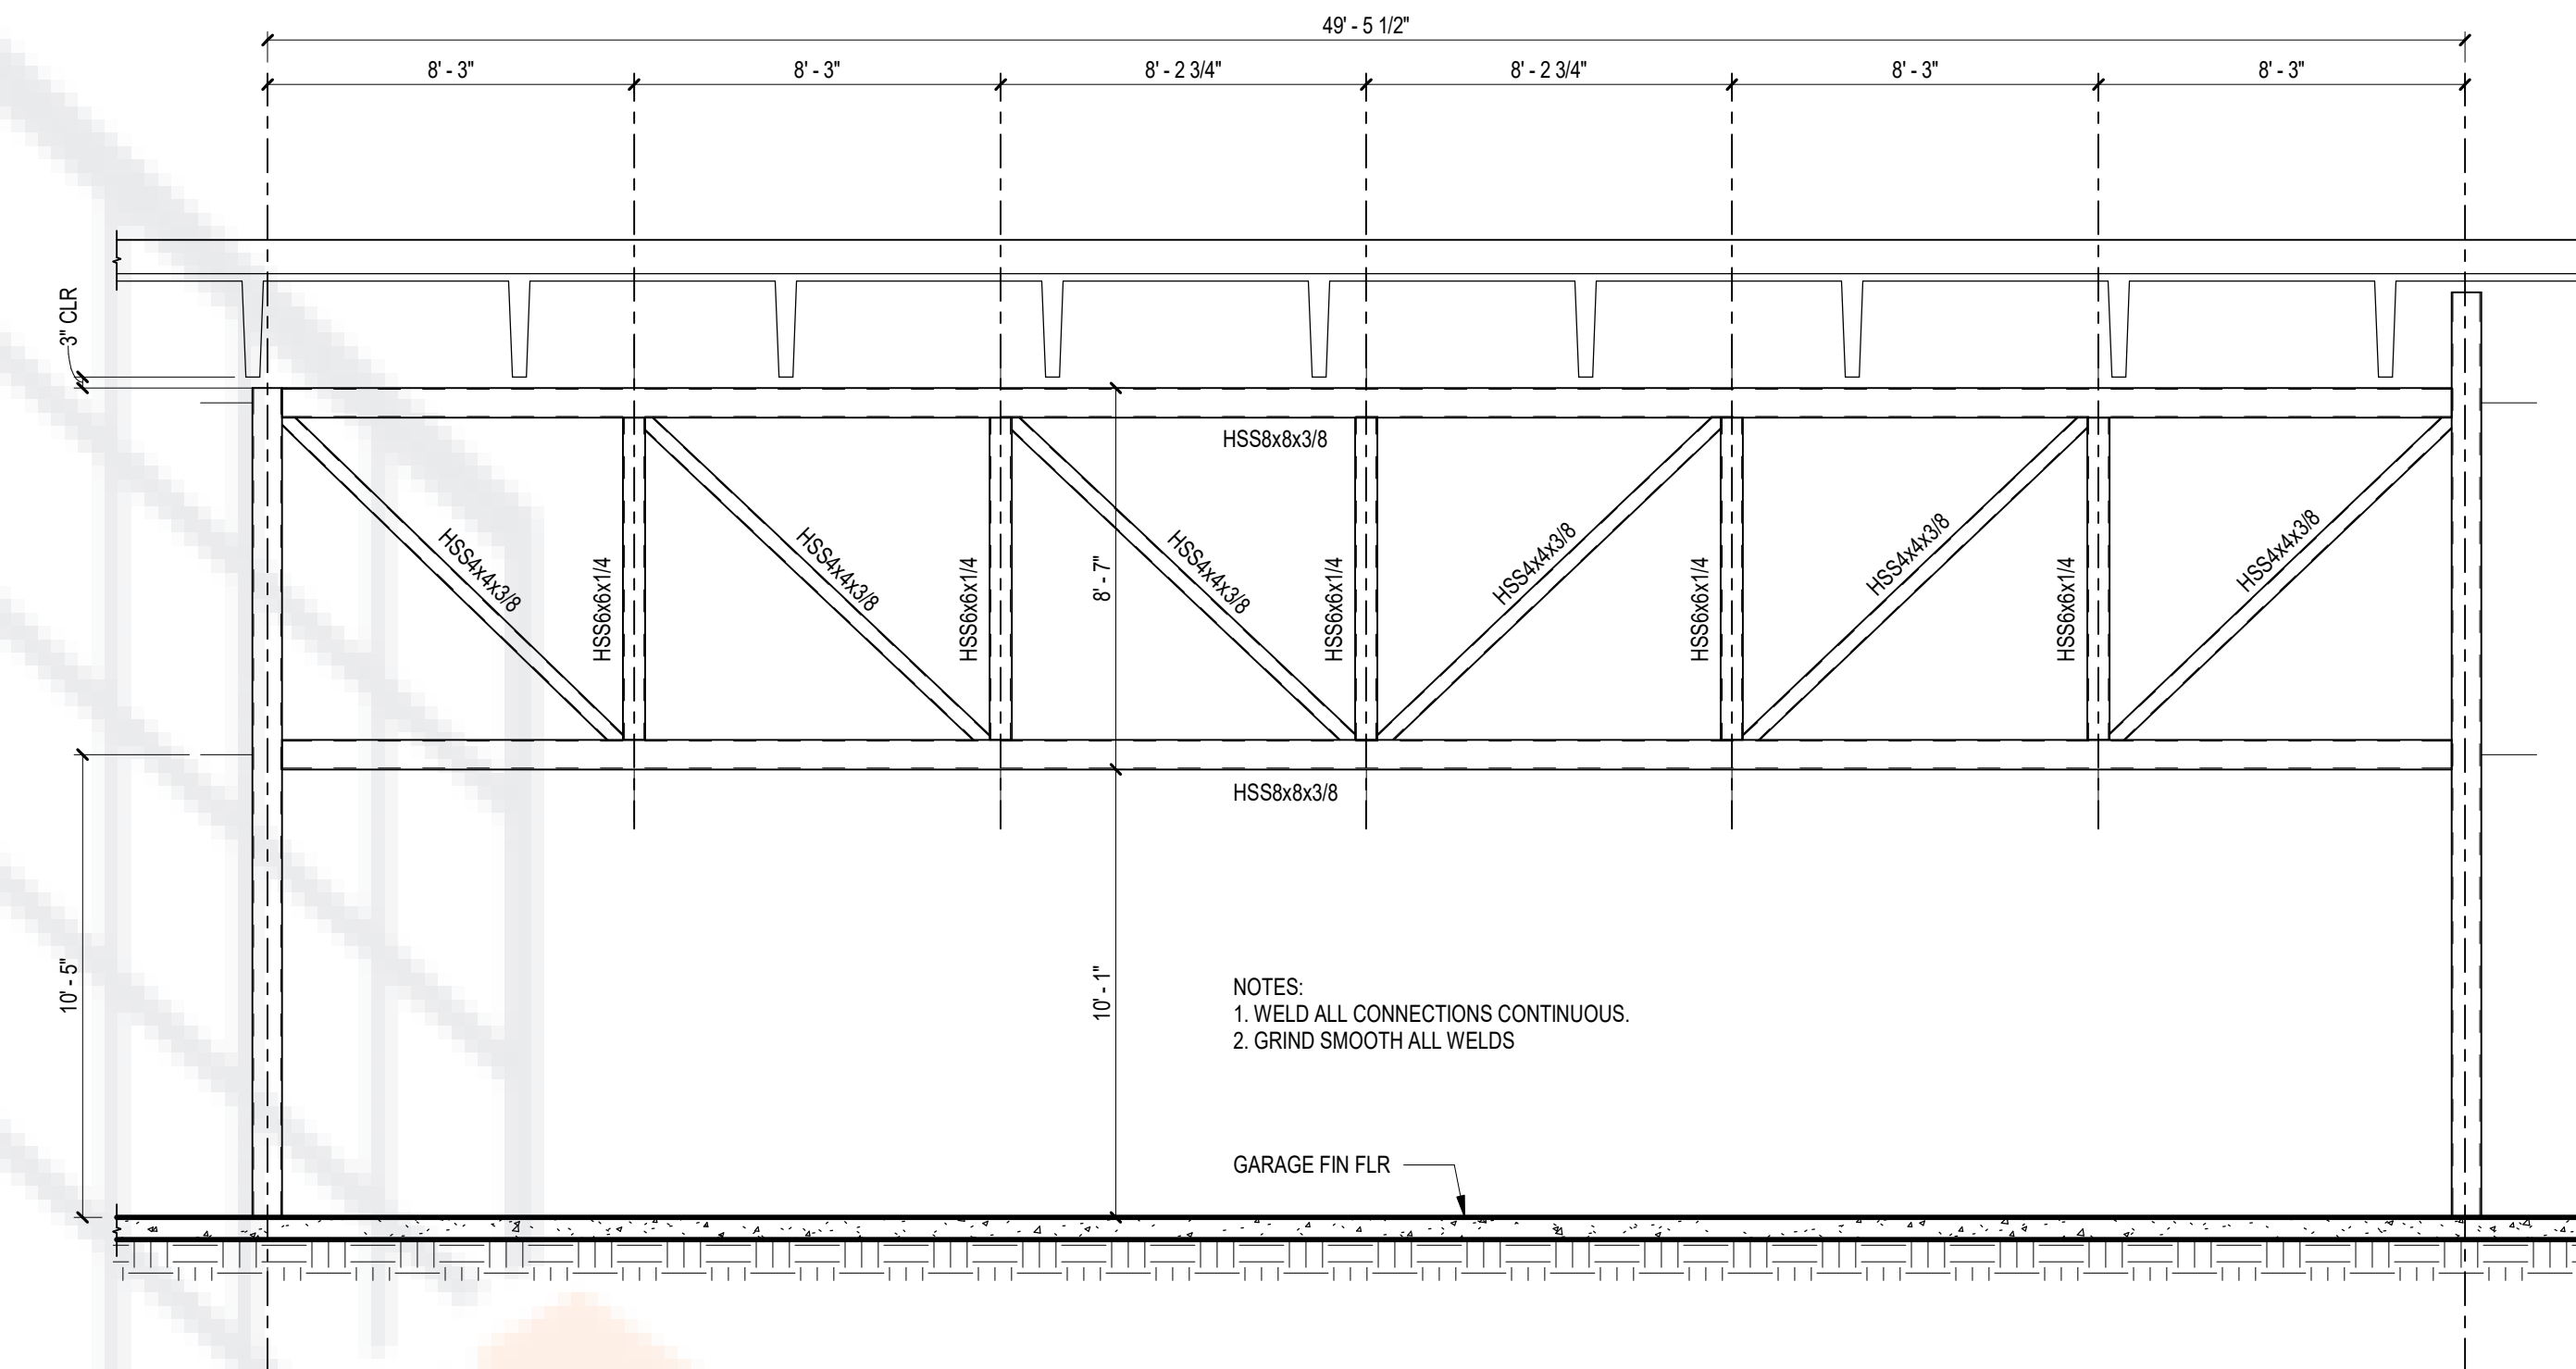 49' - 5 1/2"
8' - 3"
8' - 3"
8' - 2 3/4"
8' - 2 3/4"
8' - 3"
8' - 3"
3" CLR
HSS8x8x3/8
HSS4x4x3/8
HSS6x6x1/4
HSS4x4x3/8
HSS6x6x1/4
8' - 7"
HSS4x4x3/8
HSS6x6x1/4
HSS4x4x3/8
HSS6x6x1/4
HSS4x4x3/8
HSS6x6x1/4
HSS4x4x3/8
HSS8x8x3/8
10' - 5"
10' - 1"
NOTES:
1. WELD ALL CONNECTIONS CONTINUOUS.
2. GRIND SMOOTH ALL WELDS
GARAGE FIN FLR